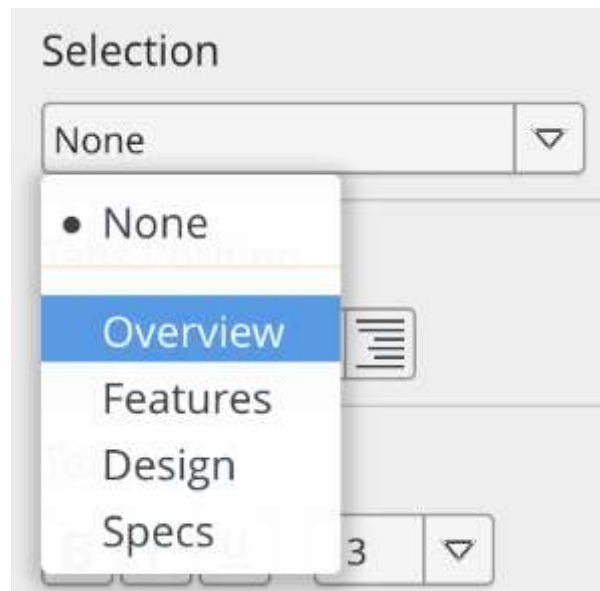 Selection
None
• None
Overview
Features
Design
Specs
3